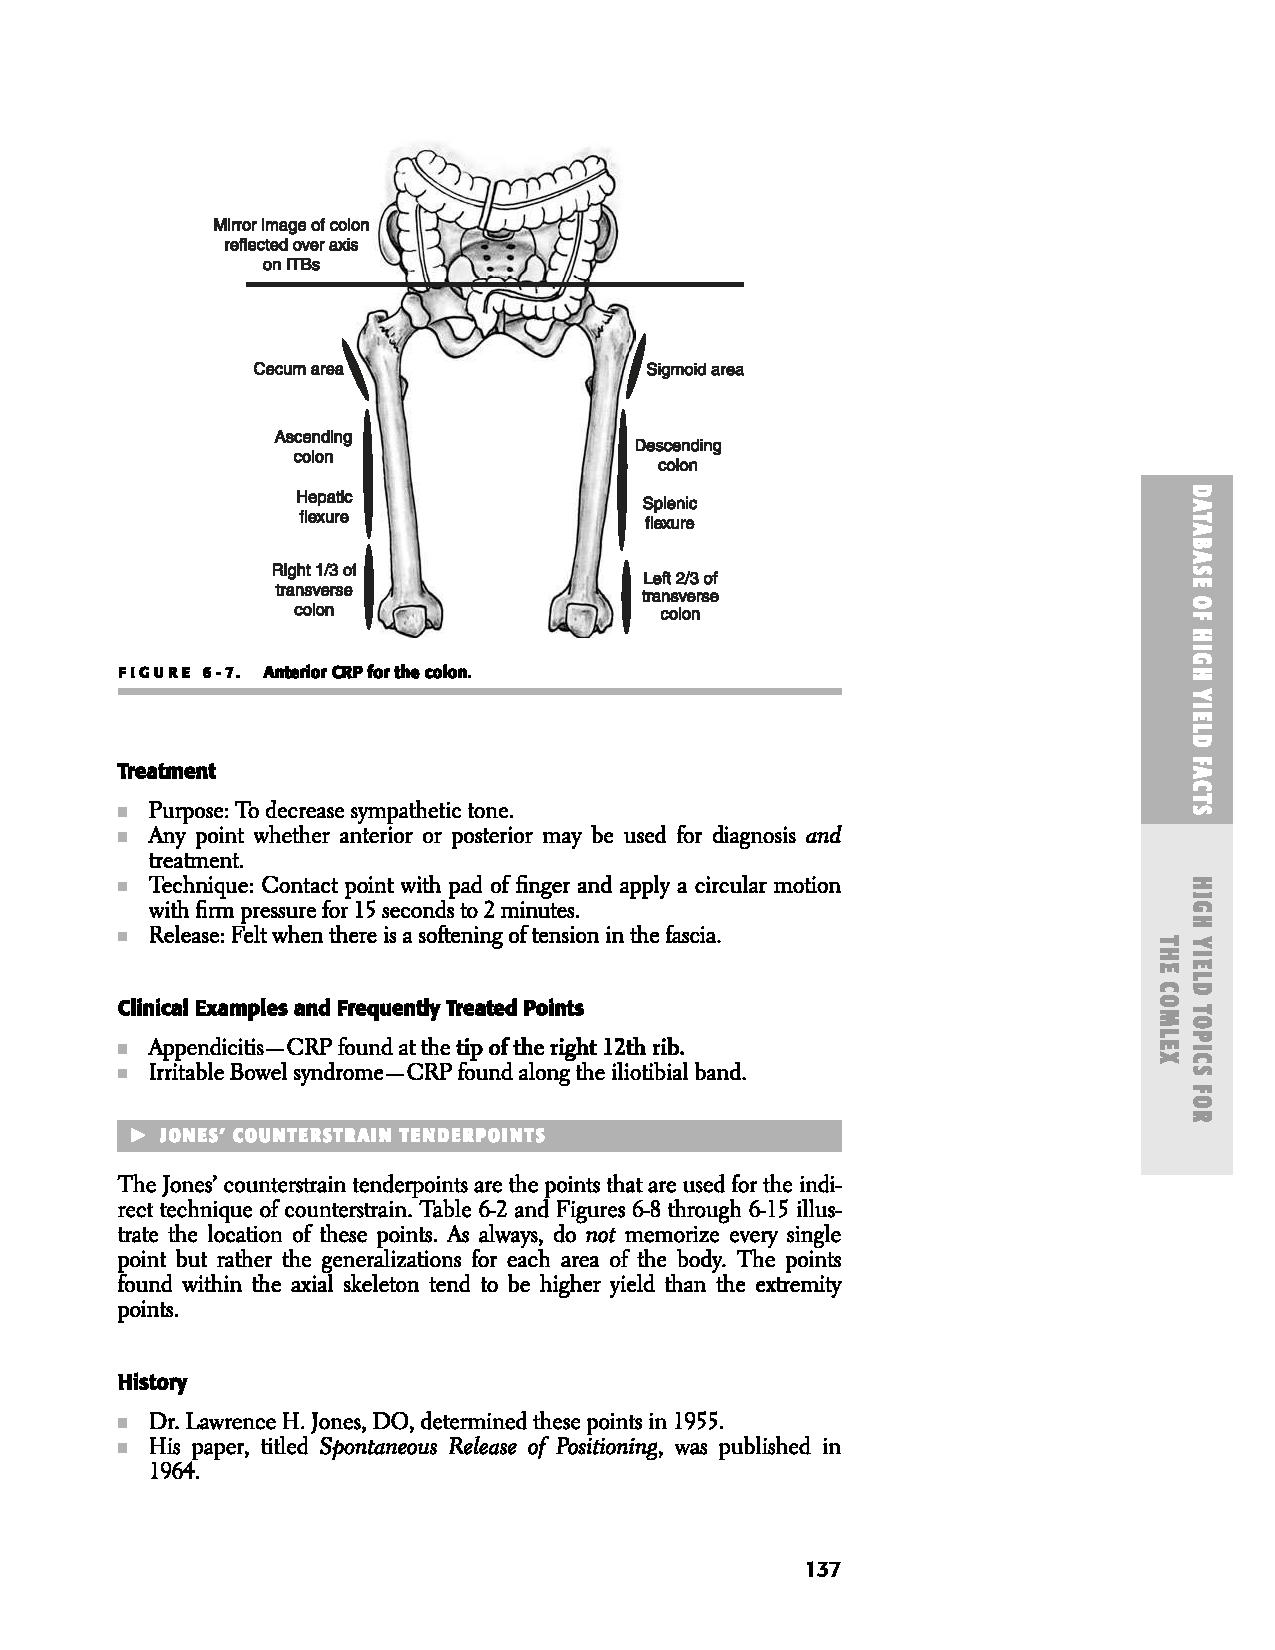 Mirror image of colon
reflected over axis
on ITBs
Cecum area
Sigmoid area
Ascending
colon
Descending
colon
Hepatic
flexure
Splenic
flexure
Right 1/3 of
transverse
colon
Left 2/3 of
transverse
colon
FIGURE 6-7. Anterior CRP for the colon.
Treatment
■ Purpose: To decrease sympathetic tone.
■ Any point whether anterior or posterior may be used for diagnosis and
treatment.
■ Technique: Contact point with pad of finger and apply a circular motion
with firm pressure for 15 seconds to 2 minutes.
■ Release: Felt when there is a softening of tension in the fascia.
Clinical Examples and Frequently Treated Points
■ Appendicitis—CRP found at the tip of the right 12th rib.
■ Irritable Bowel syndrome—CRP found along the iliotibial band.
► JONES' COUNTERSTRAIN TENDERPOINTS
The Jones' counterstrain tenderpoints are the points that are used for the indi-
rect technique of counterstrain. Table 6-2 and Figures 6-8 through 6-15 illus-
trate the location of these points. As always, do not memorize every single
point but rather the generalizations for each area of the body. The points
found within the axial skeleton tend to be higher yield than the extremity
points.
History
■ Dr. Lawrence H. Jones, DO, determined these points in 1955.
■ His paper, titled Spontaneous Release of Positioning, was published in
1964.
137
DATABASE OF HIGH YIELD FACTS
HIGH YIELD TOPICS FOR
THE COMLEX